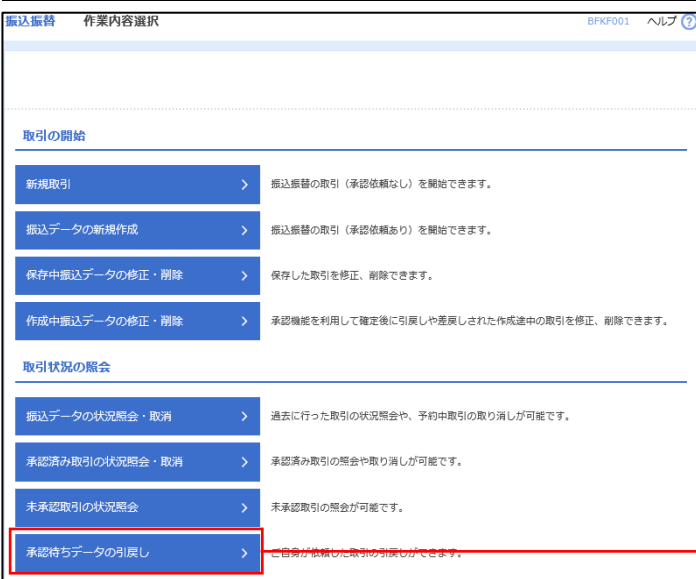 振込振替 作業内容選択 BFKF001 ヘルプ ?
取引の開始
新規取引 振込振替の取引（承認依頼なし）を開始できます。
振込データの新規作成 振込振替の取引（承認依頼あり）を開始できます。
保存中振込データの修正・削除 保存した取引を修正、削除できます。
作成中振込データの修正・削除 承認機能を利用して確定後に引戻しや差戻しされた作成途中の取引を修正、削除できます。
取引状況の照会
振込データの状況照会・取消 過去に行った取引の状況照会や、予約中取引の取り消しが可能です。
承認済み取引の状況照会・取消 承認済み取引の照会や取り消しが可能です。
未承認取引の状況照会 未承認取引の照会が可能です。
承認待ちデータの引戻し ご自身が依頼した取引の引戻しができます。